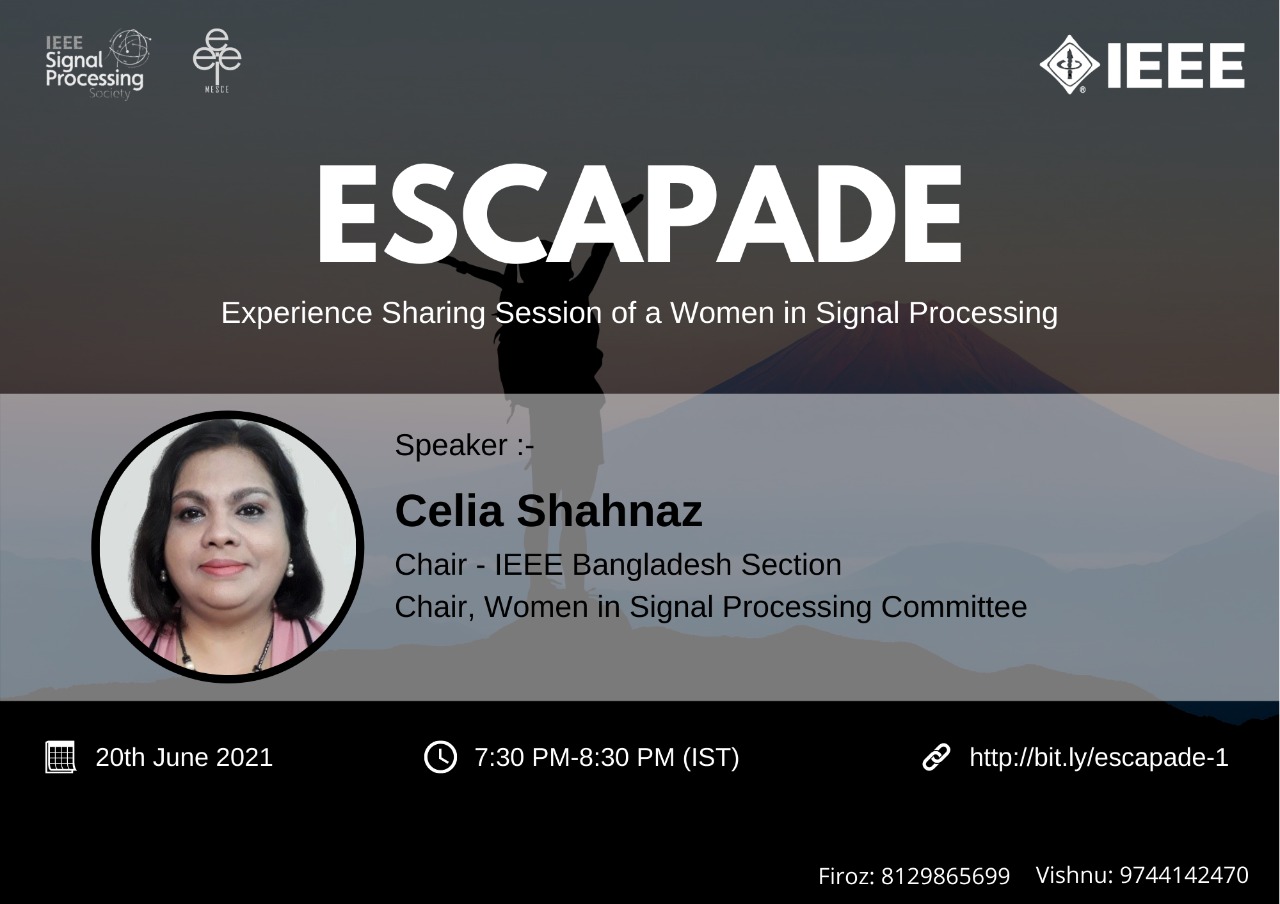 IEEE
Signal
Processing
Society
eee
MESCE
IEEE
ESCAPADE
Experience Sharing Session of a Women in Signal Processing
Speaker :-
Celia Shahnaz
Chair - IEEE Bangladesh Section
Chair, Women in Signal Processing Committee
20th June 2021
7:30 PM-8:30 PM (IST)
http://bit.ly/escapade-1
Firoz: 8129865699
Vishnu: 9744142470